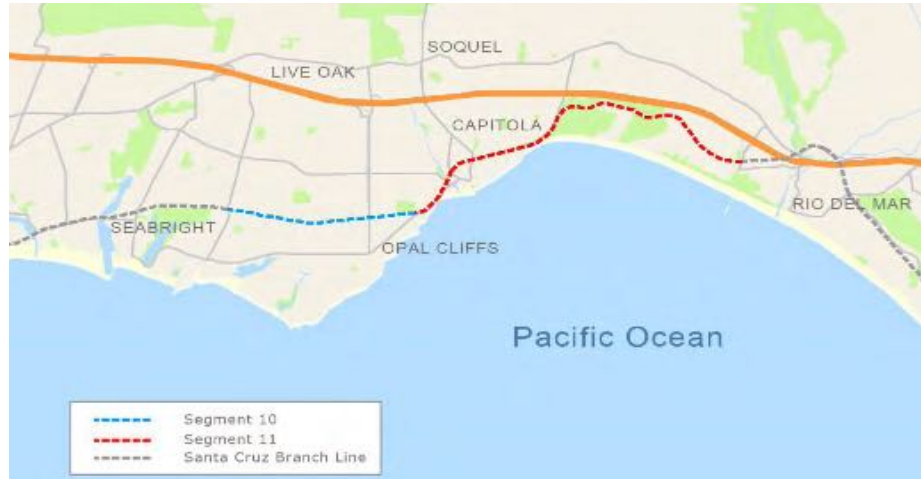 SOQUEL
LIVE OAK
CAPITOLA
RIO DEL MAR
SEABRIGHT
OPAL CLIFFS
Pacific Ocean
Segment 10
Segment 11
Santa Cruz Branch Line